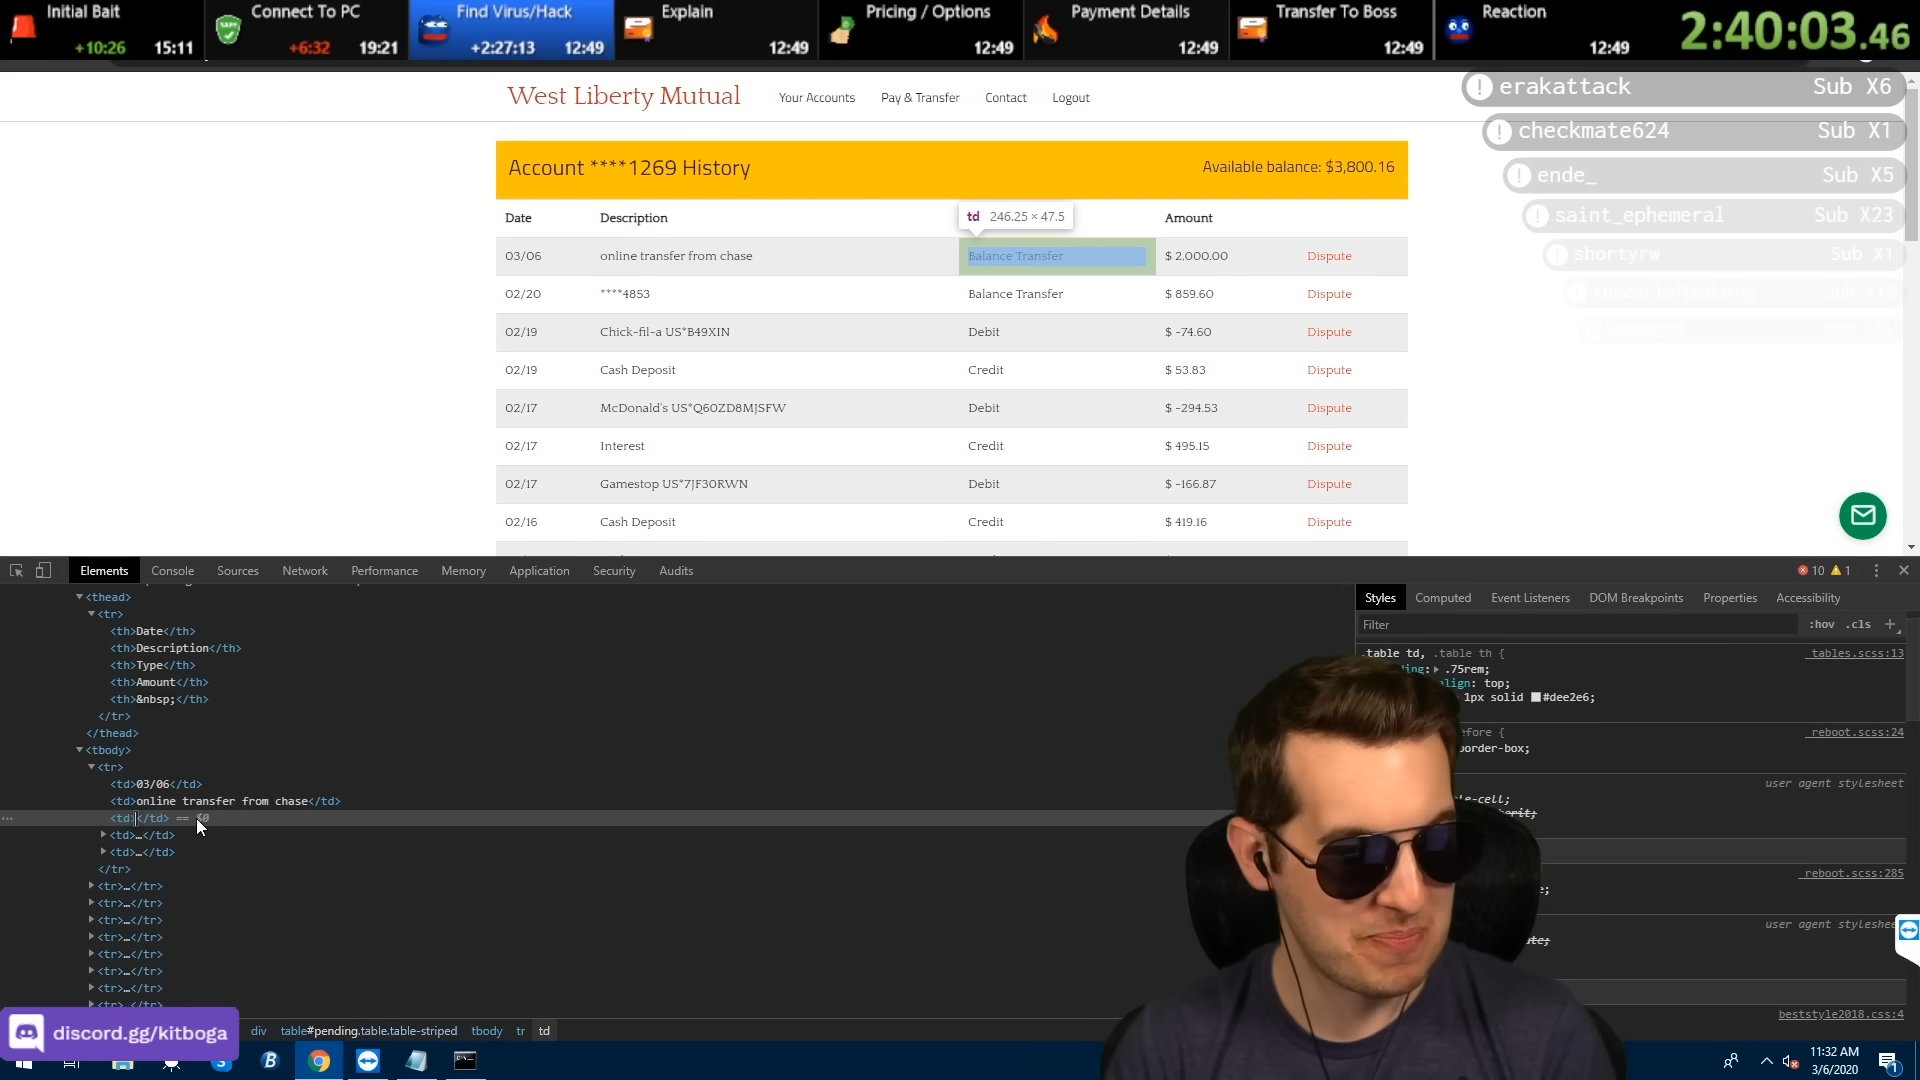 Initial Bait
+10:26 15:11
Connect To PC
+6:32 19:21
Find Virus/Hack
+2:27:13 12:49
Explain
12:49
Pricing / Options
12:49
Payment Details
12:49
Transfer To Boss
12:49
Reaction
12:49
2:40:03.46
West Liberty Mutual
Your Accounts Pay & Transfer Contact Logout
erakattack Sub X6
checkmate624 Sub X1
ende_ Sub X5
saint_ephemeral Sub X23
shortyrw Sub X1
Account ****1269 History Available balance: $3,800.16
td 246.25 × 47.5
Date Description Amount
03/06 online transfer from chase Balance Transfer $ 2,000.00 Dispute
02/20 ****4853 Balance Transfer $ 859.60 Dispute
02/19 Chick-fil-a US*B49XIN Debit $ -74.60 Dispute
02/19 Cash Deposit Credit $ 53.83 Dispute
02/17 McDonald's US*Q60ZD8MJSFW Debit $ -294.53 Dispute
02/17 Interest Credit $ 495.15 Dispute
02/17 Gamestop US*7JF30RWN Debit $ -166.87 Dispute
02/16 Cash Deposit Credit $ 419.16 Dispute
Elements Console Sources Network Performance Memory Application Security Audits 10 1
<thead>
<tr>
<th>Date</th>
<th>Description</th>
<th>Type</th>
<th>Amount</th>
<th>&nbsp;</th>
</tr>
</thead>
<tbody>
<tr>
<td>03/06</td>
<td>online transfer from chase</td>
<td></td> ==
<td>…</td>
<td>…</td>
</tr>
<tr>…</tr>
<tr>…</tr>
<tr>…</tr>
<tr>…</tr>
<tr>…</tr>
<tr>…</tr>
<tr>…</tr>
Styles Computed Event Listeners DOM Breakpoints Properties Accessibility
Filter :hov .cls +
.table td, .table th { _tables.scss:13
.75rem;
top;
1px solid #dee2e6;
_reboot.scss:24
border-box;
user agent stylesheet
_reboot.scss:285
user agent
beststyle2018.css:4
div table#pending.table.table-striped tbody tr td
discord.gg/kitboga
11:32 AM
3/6/2020
1